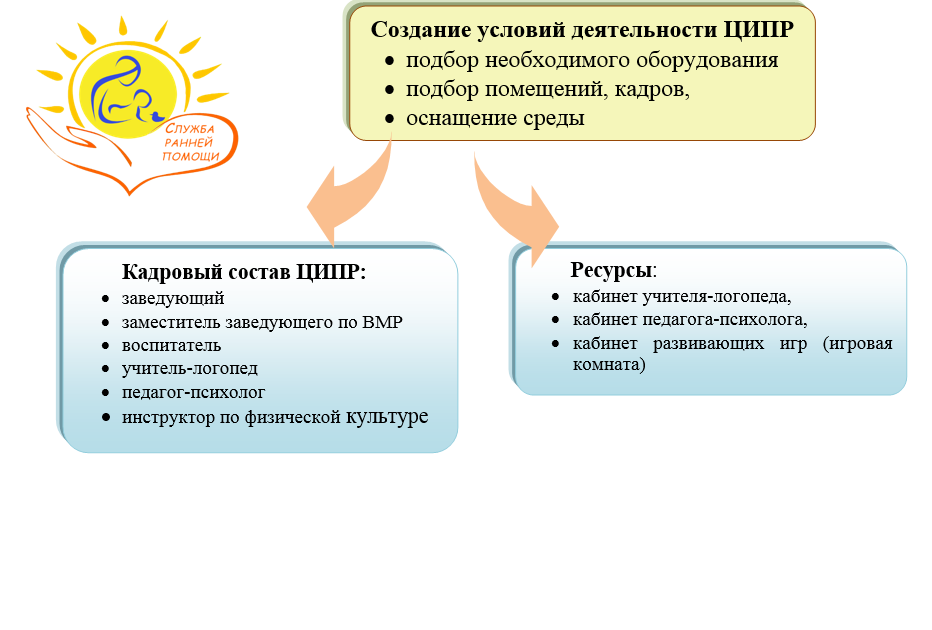 Создание условий деятельности ЦИПР
• подбор необходимого оборудования
• подбор помещений, кадров,
• оснащение среды
Служба
ранней
помощи
Кадровый состав ЦИПР:
• заведующий
• заместитель заведующего по ВМР
• воспитатель
• учитель-логопед
• педагог-психолог
• инструктор по физической культуре
Ресурсы:
• кабинет учителя-логопеда,
• кабинет педагога-психолога,
• кабинет развивающих игр (игровая
комната)